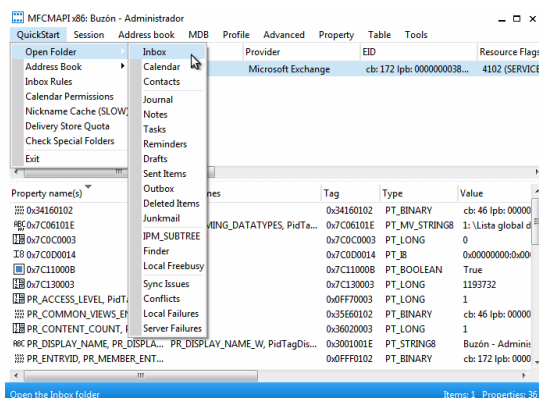 MFCMAPI x86: Buzón - Administrador
QuickStart Session Address book MDB Profile Advanced Property Table Tools
Open Folder
Address Book
Inbox Rules
Calendar Permissions
Nickname Cache (SLOW)
Delivery Store Quota
Check Special Folders
Exit
Inbox
Calendar
Contacts
Journal
Notes
Tasks
Reminders
Drafts
Sent Items
Outbox
Deleted Items
Junkmail
IPM_SUBTREE
Finder
Local Freebusy
Sync Issues
Conflicts
Local Failures
Server Failures
Provider EID Resource Flags
Microsoft Exchange cb: 172 lpb: 0000000038... 4102 (SERVICE
Property name(s) Tag Type Value
0x34160102 0x34160102 PT_BINARY cb: 46 lpb: 00000
0x7C06101E MING_DATATYPES, PidTa... 0x7C06101E PT_MV_STRING8 1: \Lista global d
0x7C0C0003 0x7C0C0003 PT_LONG 0
0x7C0D0014 0x7C0D0014 PT_I8 0x00000000:0x00
0x7C11000B 0x7C11000B PT_BOOLEAN True
0x7C130003 0x7C130003 PT_LONG 1193732
PR_ACCESS_LEVEL, PidT 0x0FF70003 PT_LONG 1
PR_COMMON_VIEWS_EN 0x35E60102 PT_BINARY cb: 46 lpb: 00000
PR_CONTENT_COUNT, 0x36020003 PT_LONG 1
PR_DISPLAY_NAME, PR_DISPLA... PR_DISPLAY_NAME_W, PidTagDis... 0x3001001E PT_STRING8 Buzón - Adminis
PR_ENTRYID, PR_MEMBER_ENT... 0x0FFF0102 PT_BINARY cb: 172 lpb: 0000
Open the Inbox folder Items: 1 Properties: 36